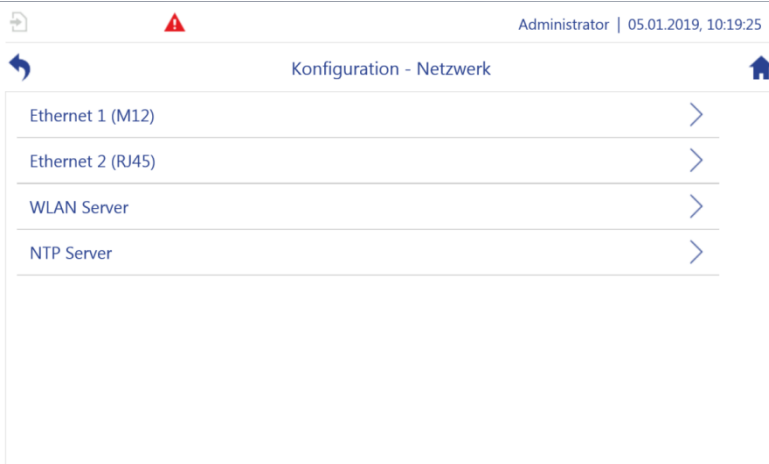 Administrator | 05.01.2019, 10:19:25
Konfiguration - Netzwerk
Ethernet 1 (M12)
Ethernet 2 (RJ45)
WLAN Server
NTP Server